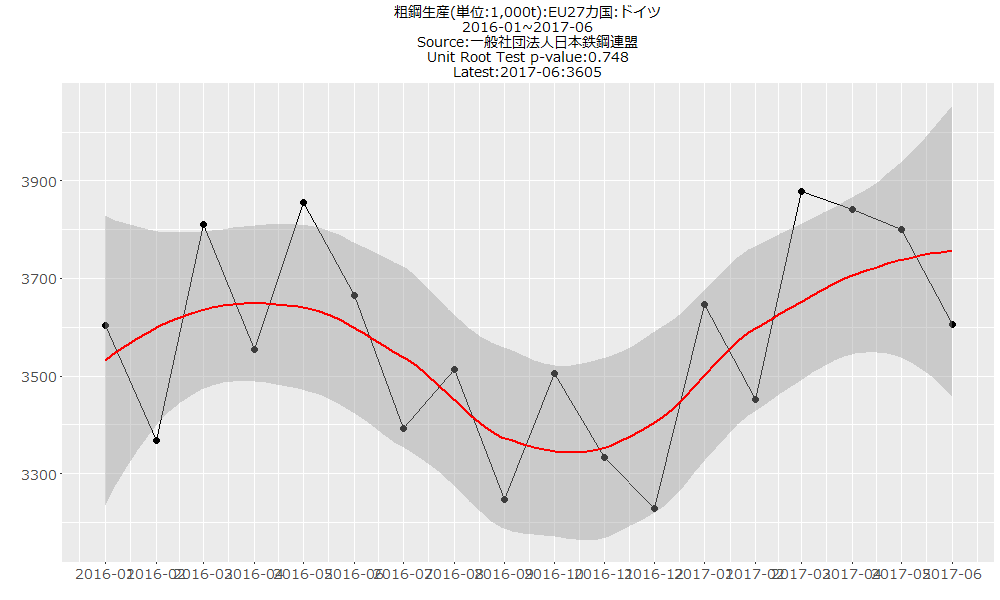 粗鋼生産(単位:1,000t):EU27カ国:ドイツ
2016-01~2017-06
Source:一般社団法人日本鉄鋼連盟
Unit Root Test p-value:0.748
Latest:2017-06:3605
3900
3700
3500
3300
2016-01 2016-02 2016-03 2016-04 2016-05 2016-06 2016-07 2016-08 2016-09 2016-10 2016-11 2016-12 2017-01 2017-02 2017-03 2017-04 2017-05 2017-06